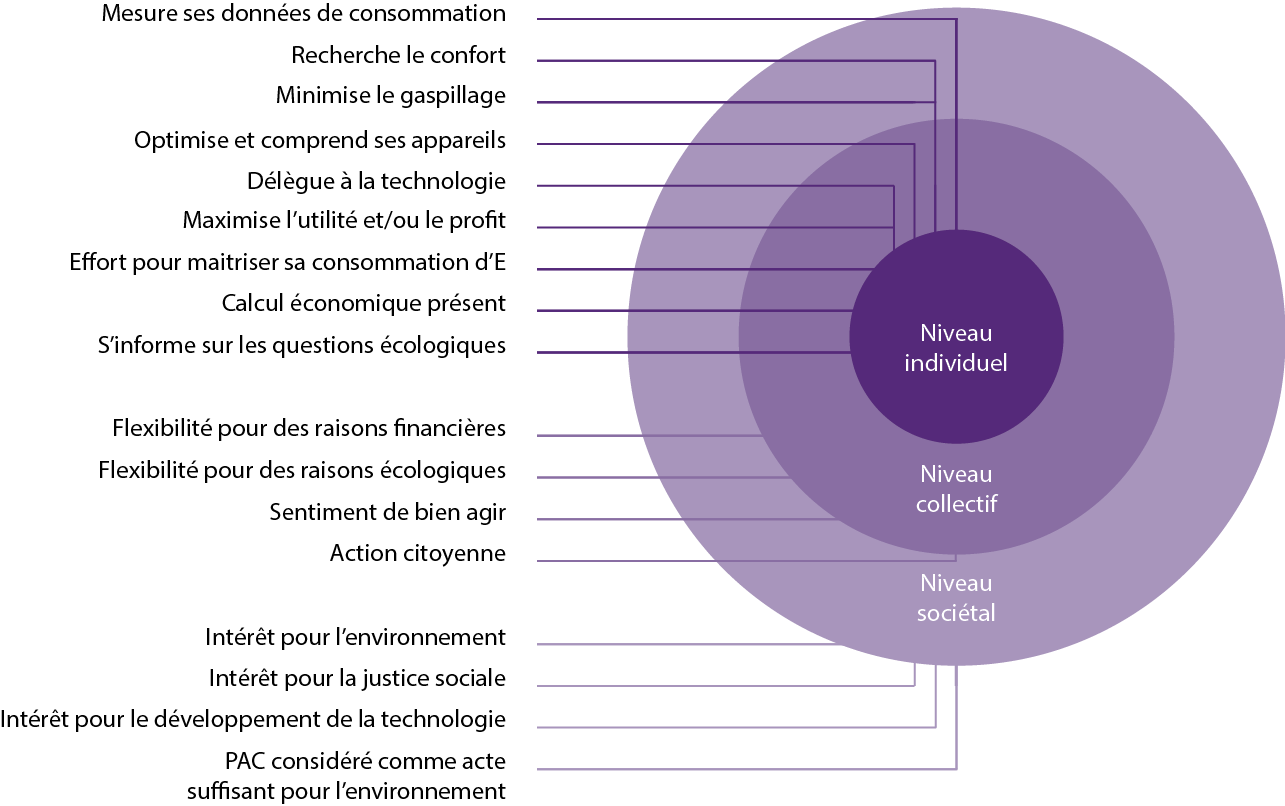 Mesure ses données de consommation
Recherche le confort
Minimise le gaspillage
Optimise et comprend ses appareils
Délègue à la technologie
Maximise l’utilité et/ou le profit
Effort pour maitriser sa consommation d’E
Calcul économique présent
S’informe sur les questions écologiques
Flexibilité pour des raisons financières
Flexibilité pour des raisons écologiques
Sentiment de bien agir
Action citoyenne
Intérêt pour l’environnement
Intérêt pour la justice sociale
Intérêt pour le développement de la technologie
PAC considéré comme acte
suffisant pour l’environnement
Niveau
individuel
Niveau
collectif
Niveau
sociétal